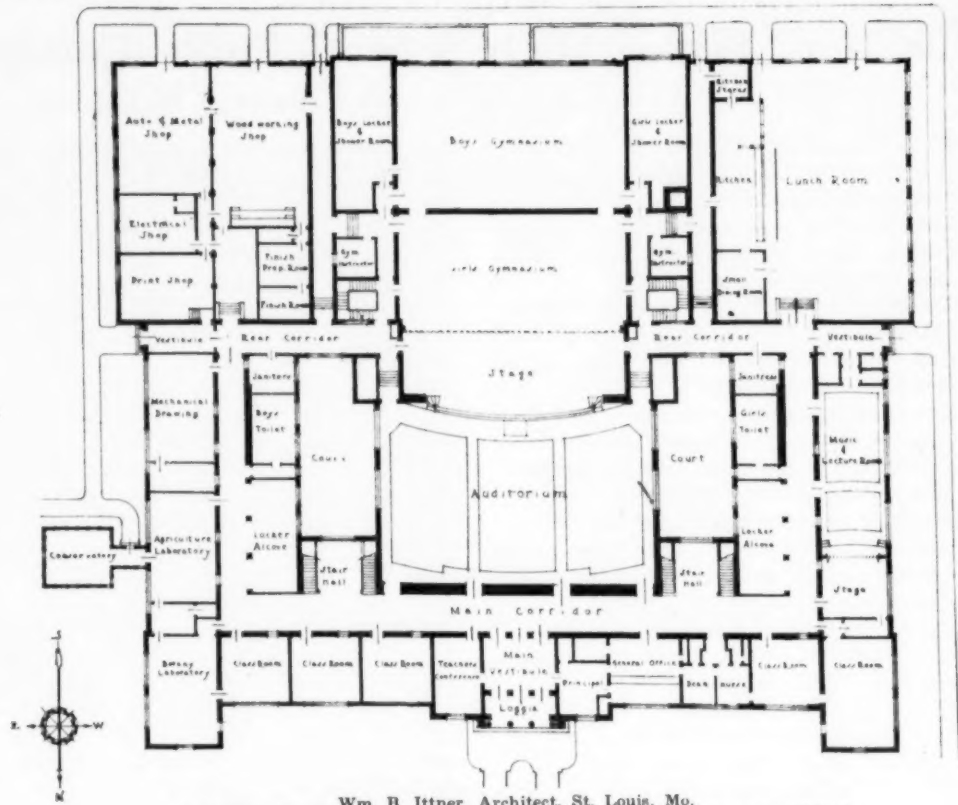 Auto & Metal
Shop
Wood working
Shop
Boys Locker
&
Shower Room
Boys Gymnasium
Girls Locker
&
Shower Room
Kitchen
Storage
Kitchen
Lunch Room
Electrical
Shop
Print Shop
Finish
Prep. Room
Finish Room
Gym.
Instructor
Girls Gymnasium
Gym.
Instructor
Small
Dining Room
Vestibule
Rear Corridor
Rear Corridor
Vestibule
Stage
Mechanical
Drawing
Janitors
Boys
Toilet
Court
Auditorium
Court
Janitress
Girls
Toilet
Music
&
Lecture Room
Conservatory
Agriculture
Laboratory
Locker
Alcove
Stair
Hall
Stair
Hall
Locker
Alcove
Stage
Main Corridor
Botany
Laboratory
Class Room
Class Room
Class Room
Teachers
Conference
Main
Vestibule
Loggia
Principal
General Office
Dean
Nurse
Class Room
Class Room
S
E
W
N
Wm. B. Ittner, Architect, St. Louis, Mo.